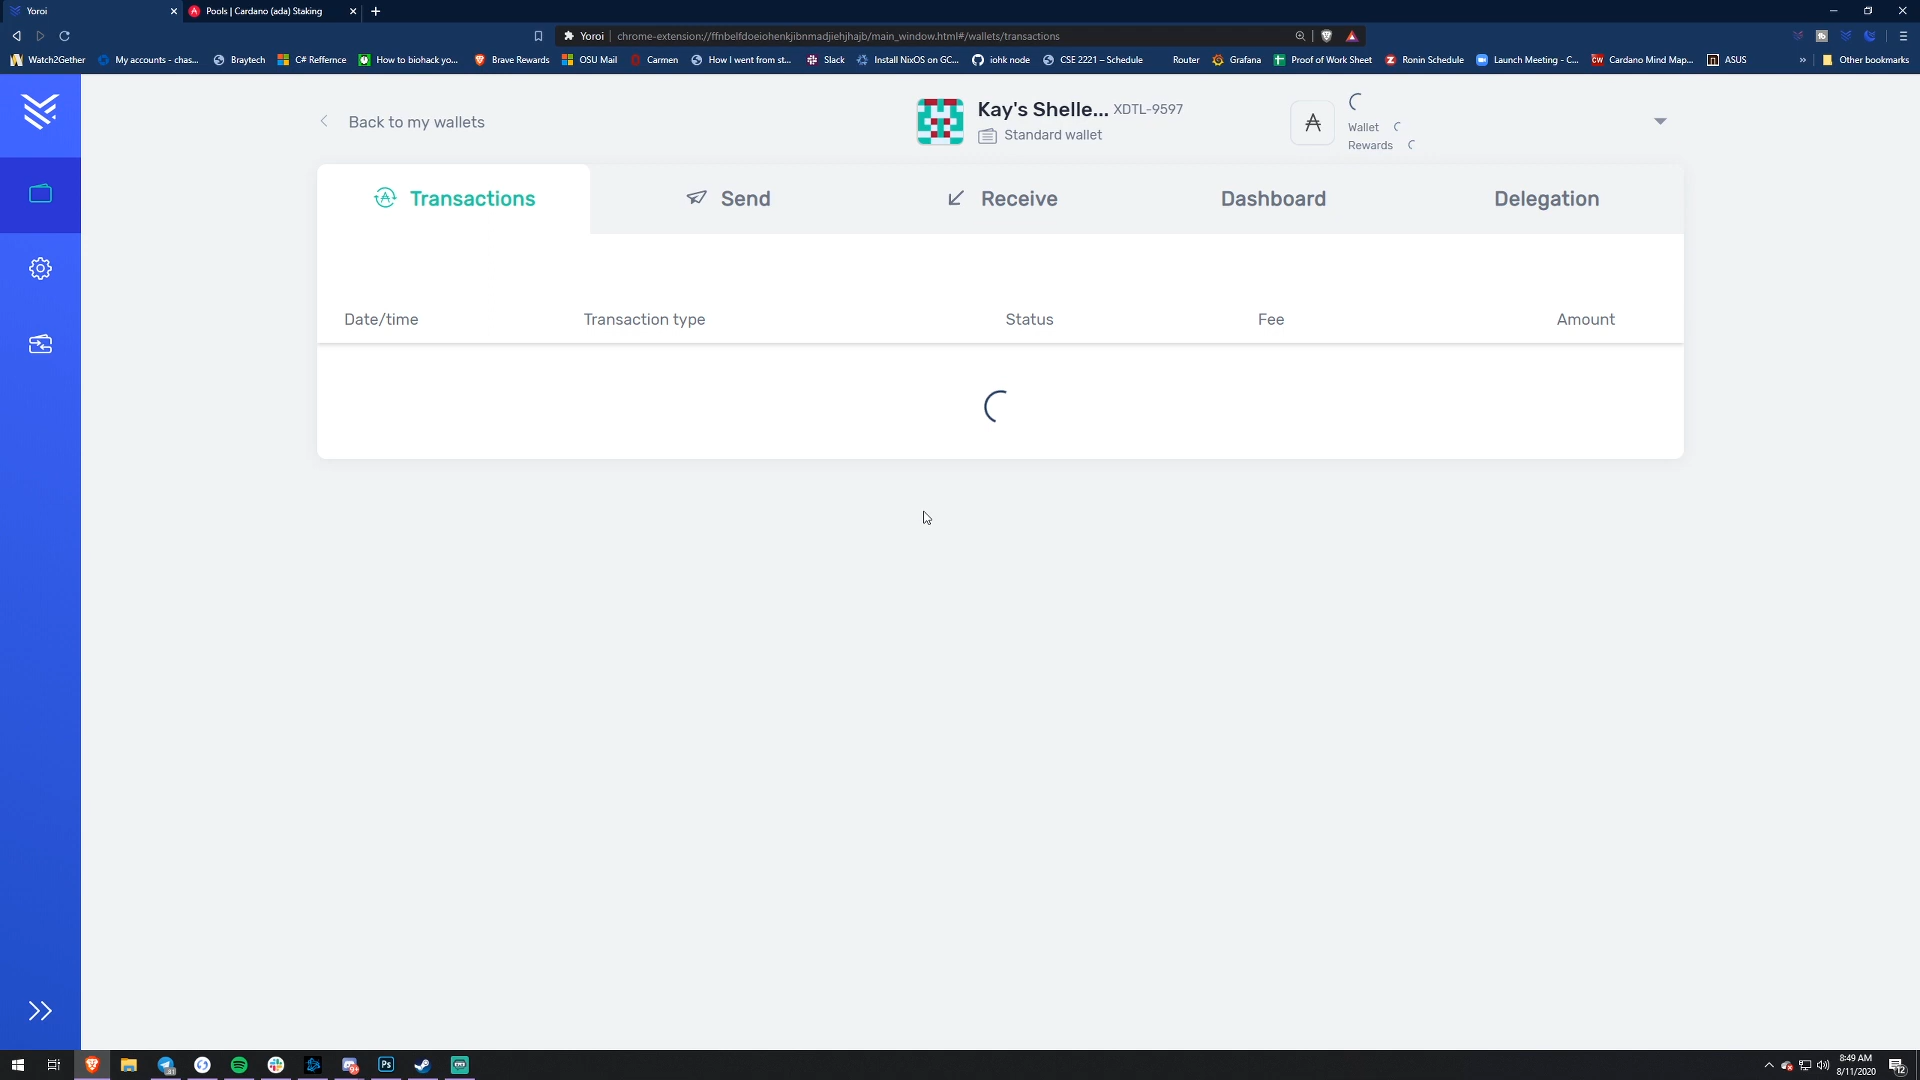 Yoroi
Pools | Cardano (ada) Staking
Yoroi
chrome-extension://ffnbelfdoeiohenkjibnmadjiehjhajb/main_window.html#/wallets/transactions
Watch2Gether
My accounts - chas...
Braytech
C# Reffernce
How to biohack yo...
Brave Rewards
OSU Mail
Carmen
How I went from st...
Slack
Install NixOS on GC...
iohk node
CSE 2221 – Schedule
Router
Grafana
Proof of Work Sheet
Ronin Schedule
Launch Meeting - C...
Cardano Mind Map...
ASUS
»
Other bookmarks
Back to my wallets
Kay's Shelle... XDTL-9597
Standard wallet
Wallet
Rewards
Transactions
Send
Receive
Dashboard
Delegation
Date/time
Transaction type
Status
Fee
Amount
Ps
8:49 AM
8/11/2020
12